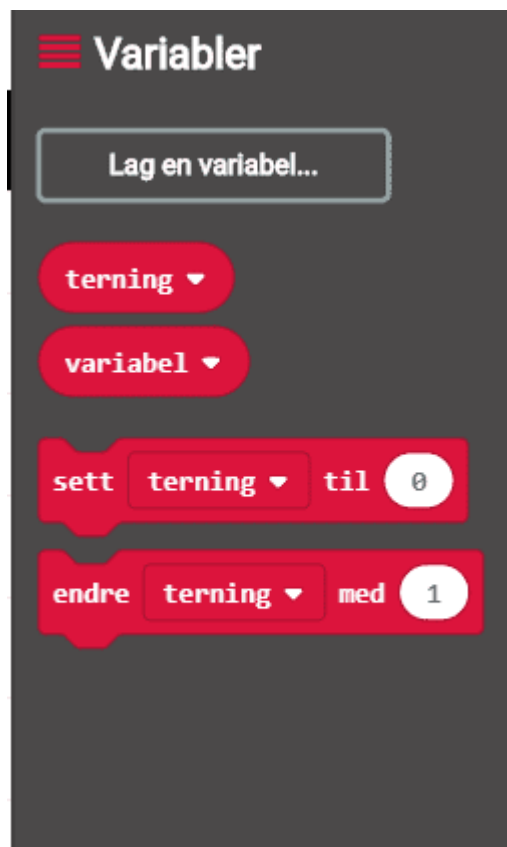 Variabler
Lag en variabel...
terning
variabel
sett terning til 0
endre terning med 1